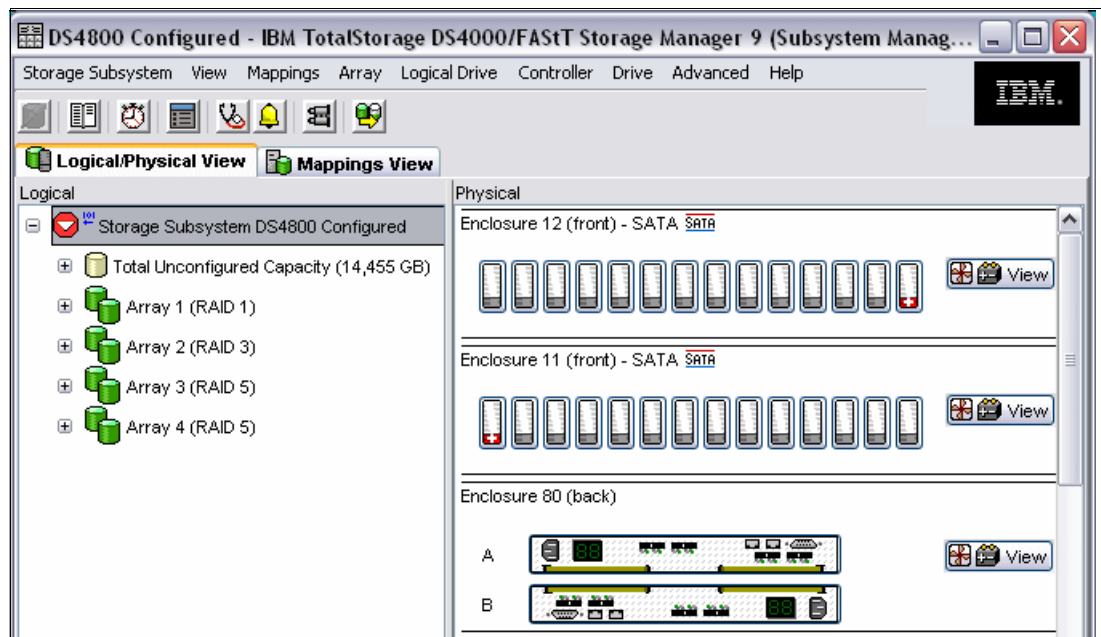 DS4800 Configured - IBM TotalStorage DS4000/FAStT Storage Manager 9 (Subsystem Manag...
Storage Subsystem View Mappings Array Logical Drive Controller Drive Advanced Help
IBM.
Logical/Physical View Mappings View
Logical
Storage Subsystem DS4800 Configured
Total Unconfigured Capacity (14,455 GB)
Array 1 (RAID 1)
Array 2 (RAID 3)
Array 3 (RAID 5)
Array 4 (RAID 5)
Physical
Enclosure 12 (front) - SATA SATA
View
Enclosure 11 (front) - SATA SATA
View
Enclosure 80 (back)
A
88
View
B
88